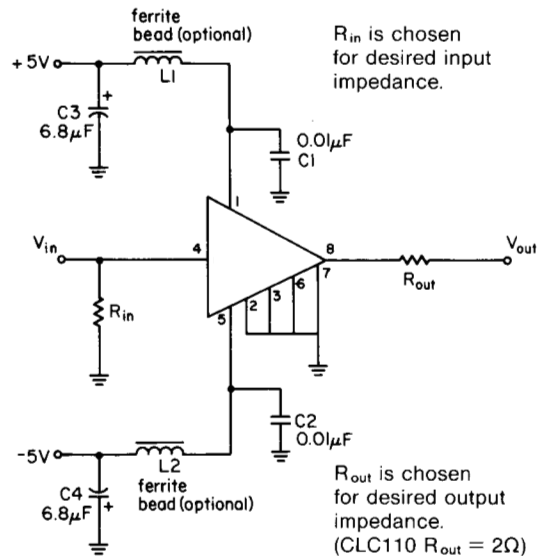 ferrite
bead (optional)
R_in is chosen
for desired input
impedance.
+5V
L1
+
C3
6.8μF
0.01μF
C1
1
V_in
4
8
V_out
7
6
3
2
5
R_out
R_in
C2
0.01μF
-5V
L2
C4
6.8μF
+
ferrite
bead (optional)
R_out is chosen
for desired output
impedance.
(CLC110 R_out = 2Ω)